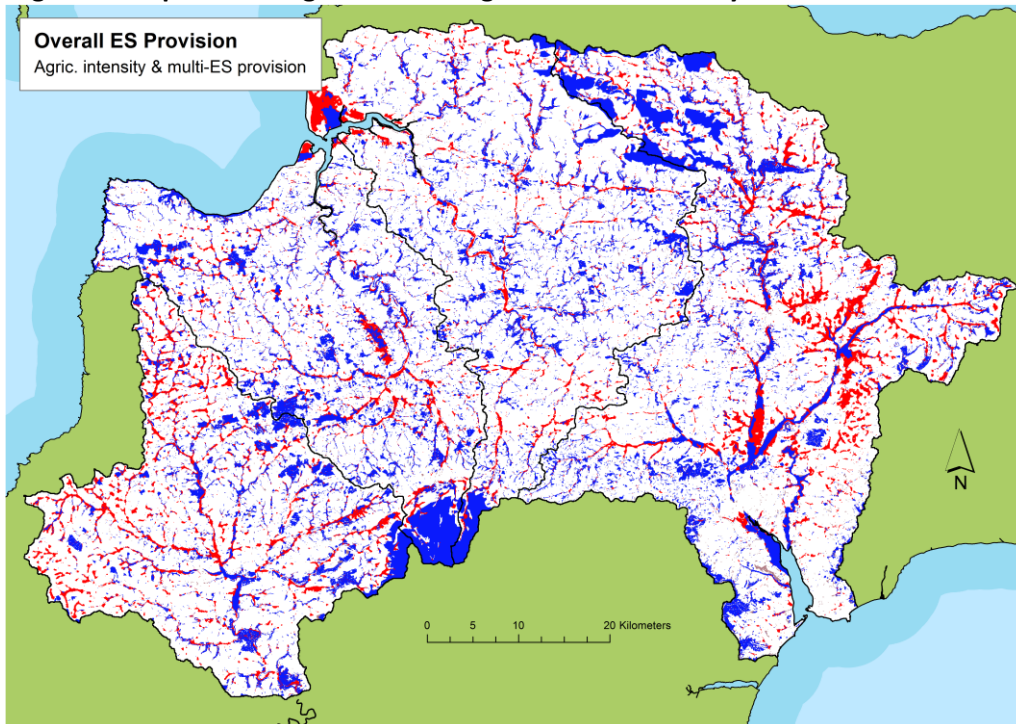 Overall ES Provision
Agric. intensity & multi-ES provision
N
0 5 10 20 Kilometers